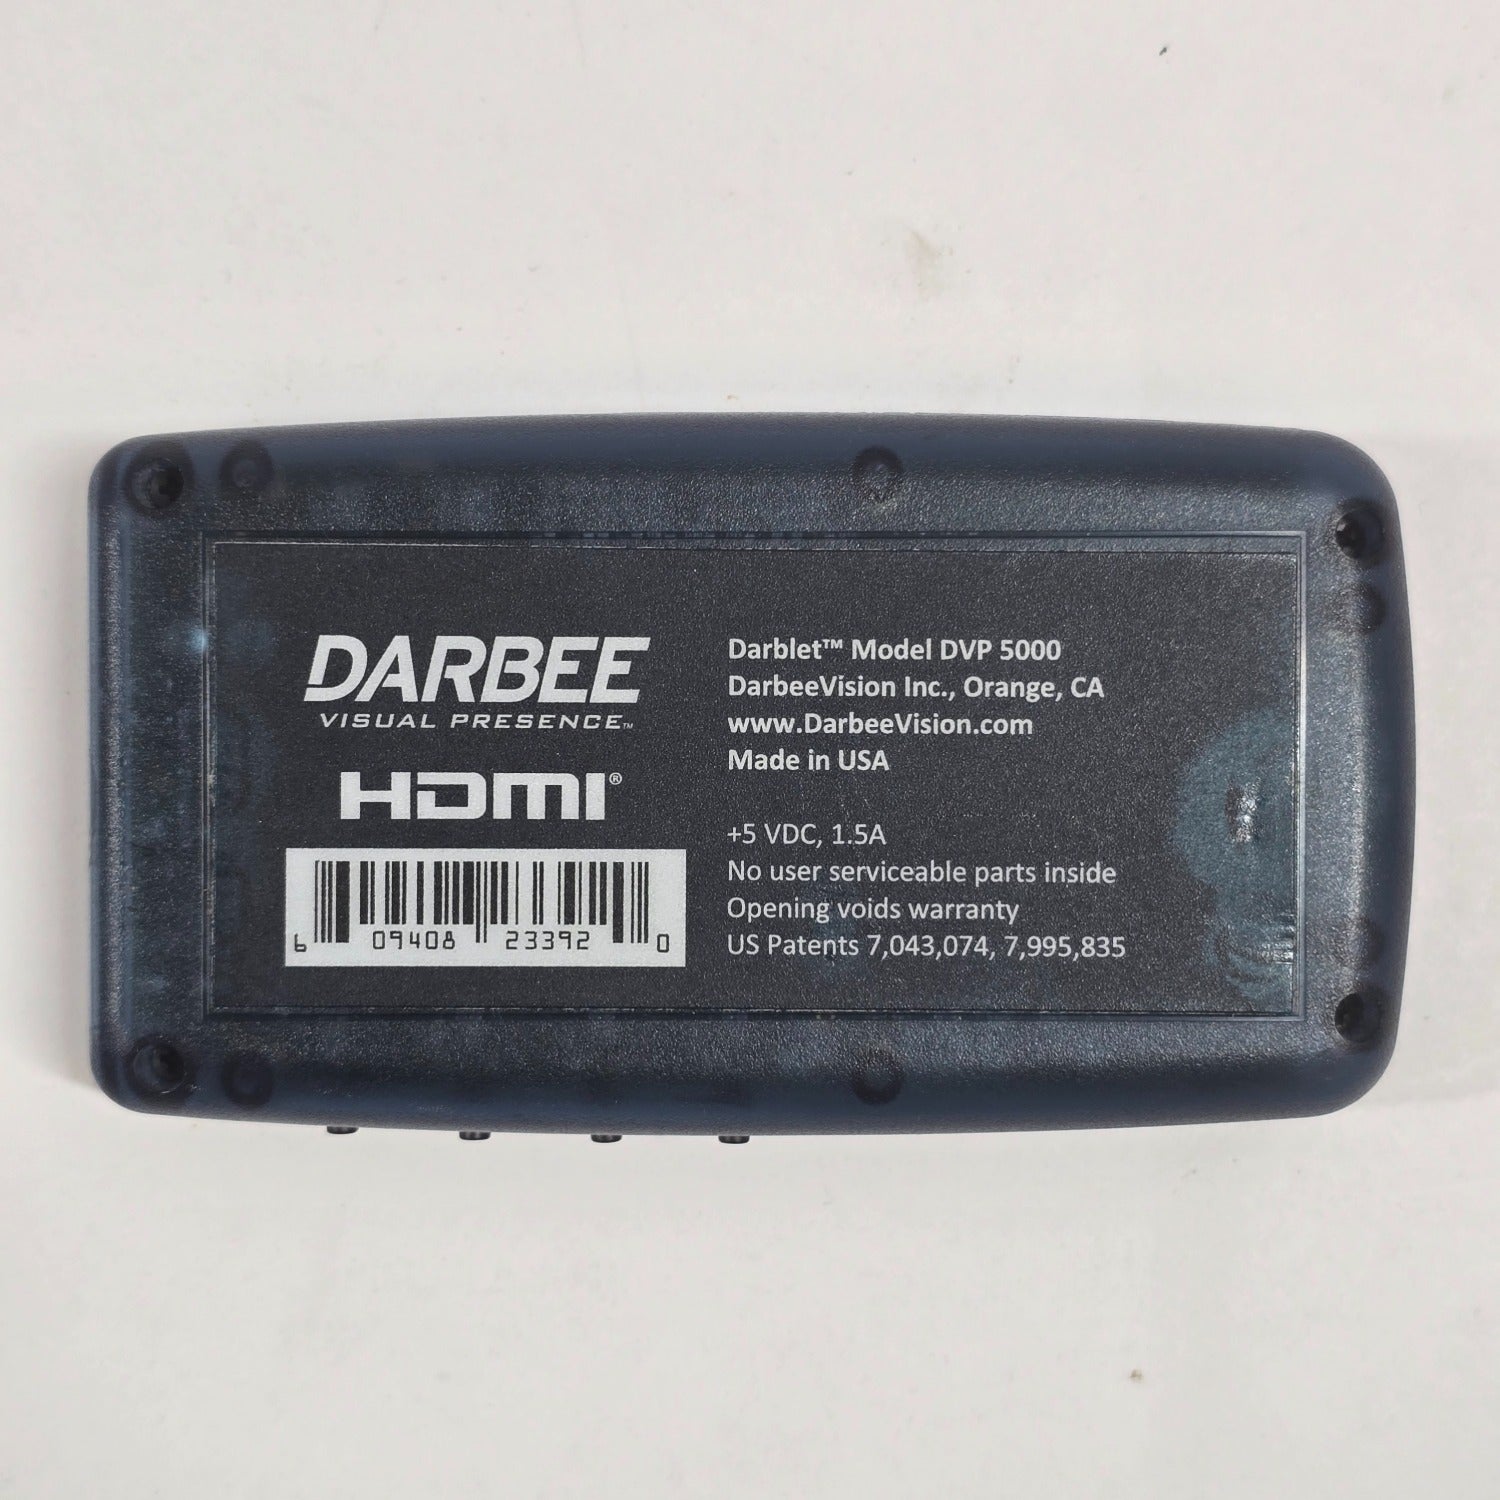 DARBEE
VISUAL PRESENCE™
HDMI®
6 09408 23392 0
Darblet™ Model DVP 5000
DarbeeVision Inc., Orange, CA
www.DarbeeVision.com
Made in USA
+5 VDC, 1.5A
No user serviceable parts inside
Opening voids warranty
US Patents 7,043,074, 7,995,835